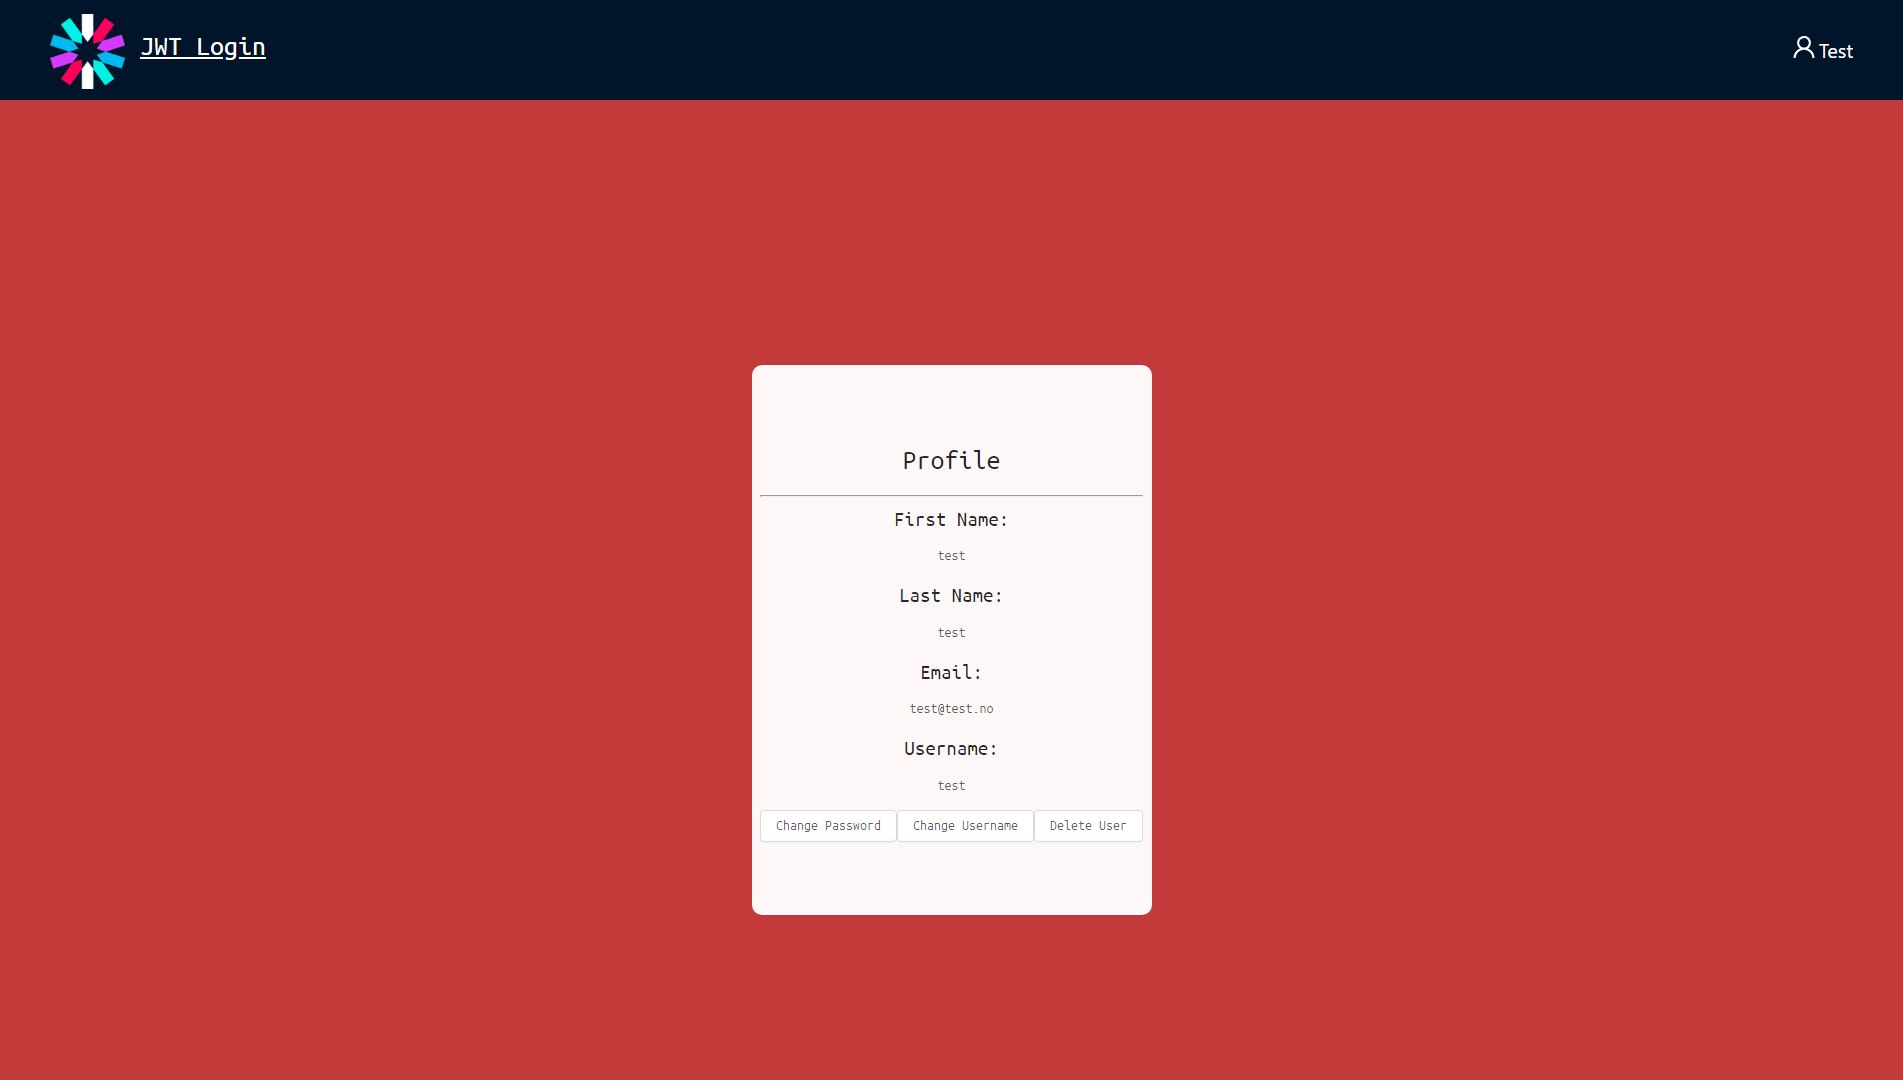 JWT Login
Test
Profile
First Name:
test
Last Name:
test
Email:
test@test.no
Username:
test
Change Password Change Username Delete User